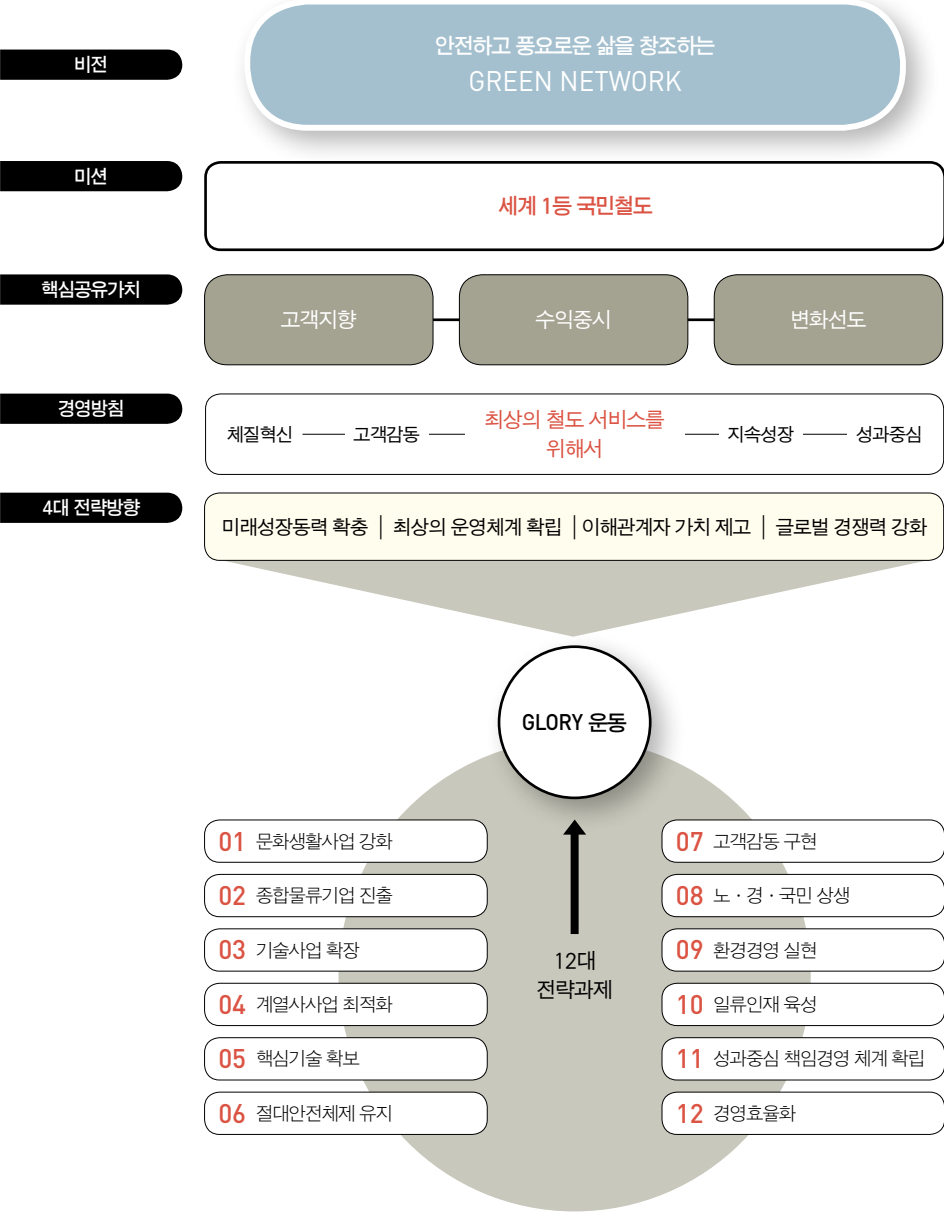 비전
안전하고 풍요로운 삶을 창조하는
GREEN NETWORK
미션
세계 1등 국민철도
핵심공유가치
고객지향
수익중시
변화선도
경영방침
체질혁신
고객감동
최상의 철도 서비스를
위해서
지속성장
성과중심
4대 전략방향
미래성장동력 확충 | 최상의 운영체계 확립 | 이해관계자 가치 제고 | 글로벌 경쟁력 강화
GLORY 운동
12대
전략과제
01 문화생활사업 강화
02 종합물류기업 진출
03 기술사업 확장
04 계열사사업 최적화
05 핵심기술 확보
06 절대안전체제 유지
07 고객감동 구현
08 노 · 경 · 국민 상생
09 환경경영 실현
10 일류인재 육성
11 성과중심 책임경영 체계 확립
12 경영효율화